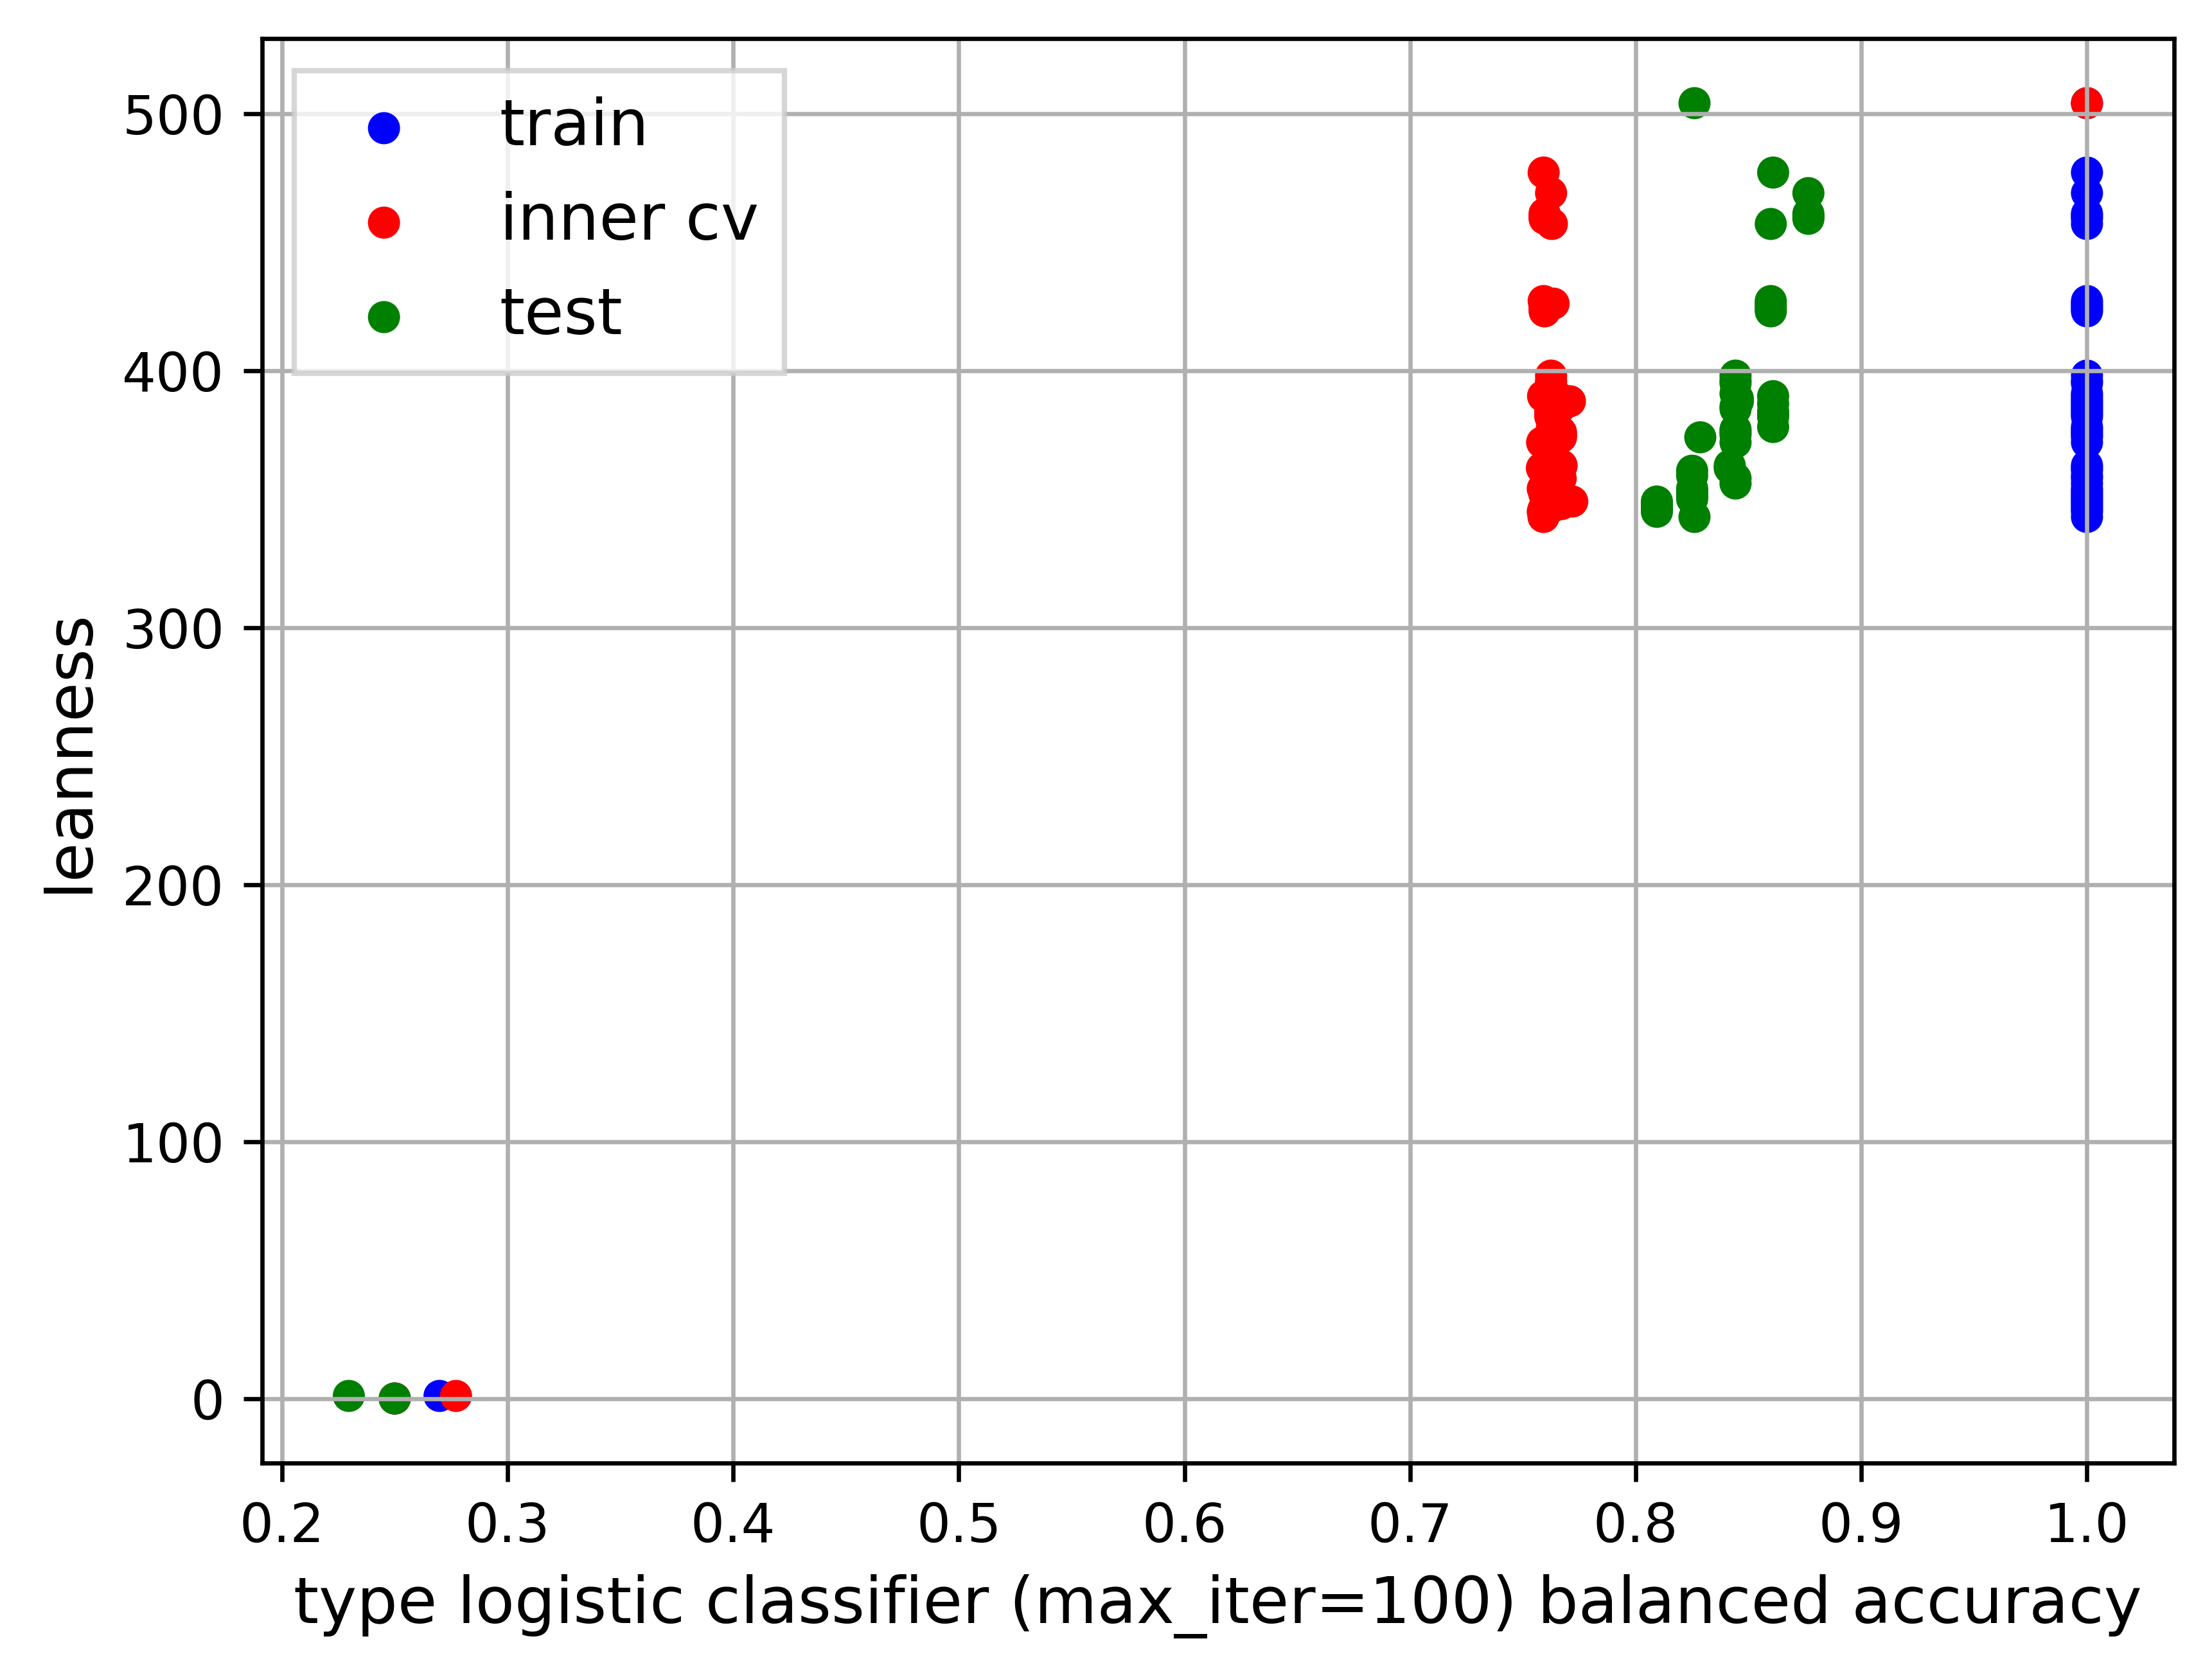 train
inner cv
test
500
400
300
200
100
0
leanness
0.2 0.3 0.4 0.5 0.6 0.7 0.8 0.9 1.0
type logistic classifier (max_iter=100) balanced accuracy